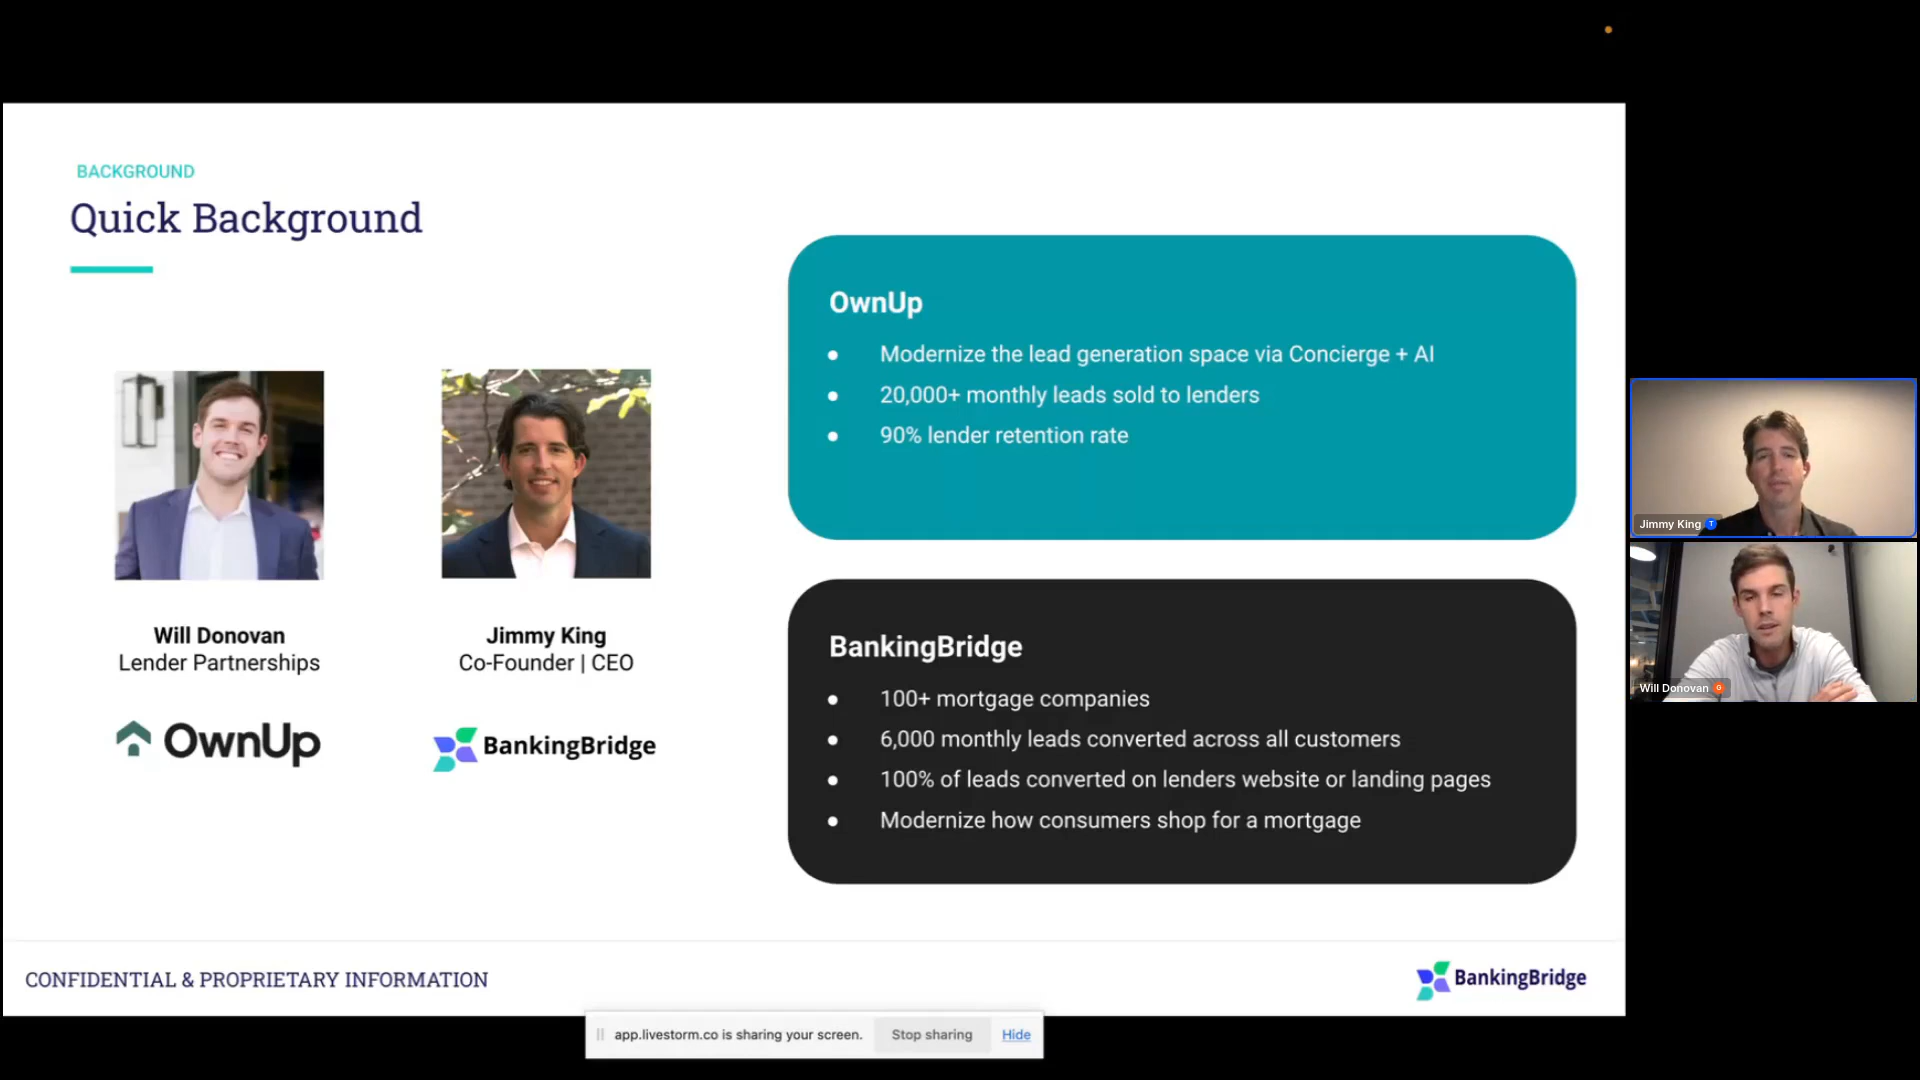 BACKGROUND
Quick Background
Will Donovan
Lender Partnerships
OwnUp
Jimmy King
Co-Founder | CEO
BankingBridge
OwnUp
Modernize the lead generation space via Concierge + AI
20,000+ monthly leads sold to lenders
90% lender retention rate
BankingBridge
100+ mortgage companies
6,000 monthly leads converted across all customers
100% of leads converted on lenders website or landing pages
Modernize how consumers shop for a mortgage
Jimmy King T
Will Donovan G
CONFIDENTIAL & PROPRIETARY INFORMATION
BankingBridge
app.livestorm.co is sharing your screen. Stop sharing Hide